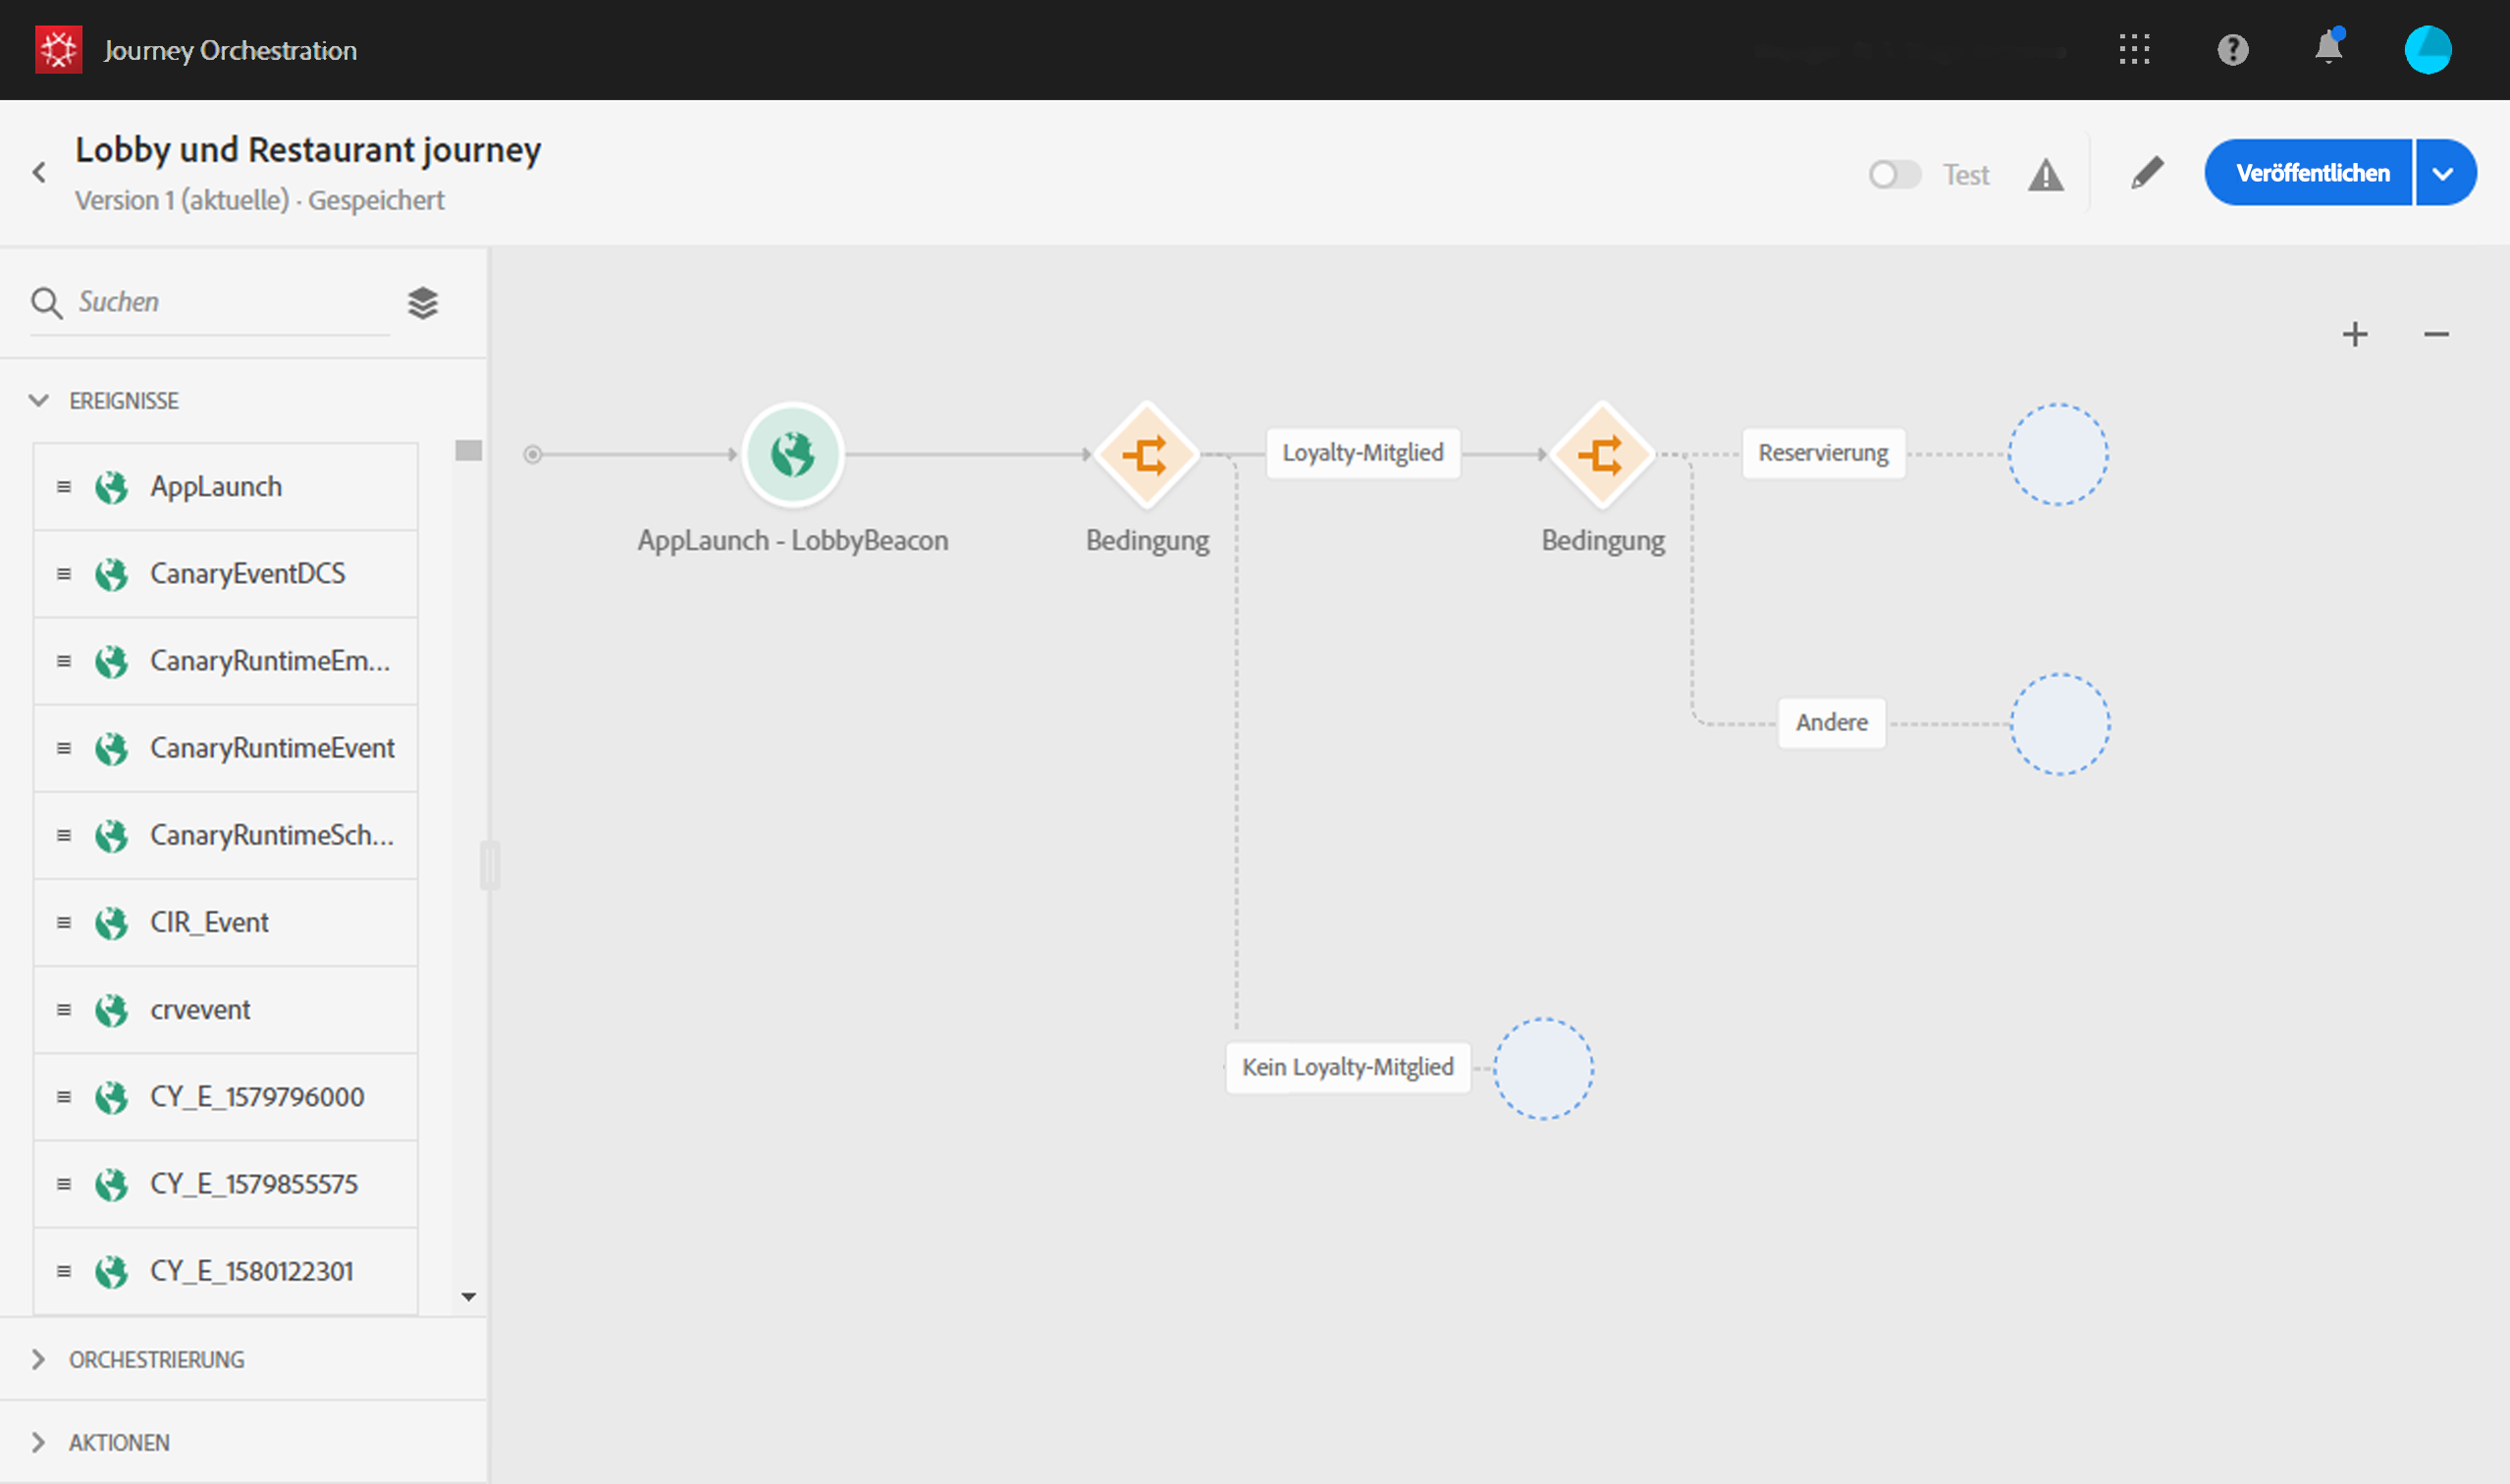 Journey Orchestration
Lobby und Restaurant journey
Version 1 (aktuelle) · Gespeichert
Test
Veröffentlichen
Suchen
EREIGNISSE
AppLaunch
CanaryEventDCS
CanaryRuntimeEm...
CanaryRuntimeEvent
CanaryRuntimeSch...
CIR_Event
crvevent
CY_E_1579796000
CY_E_1579855575
CY_E_1580122301
ORCHESTRIERUNG
AKTIONEN
AppLaunch - LobbyBeacon
Bedingung
Loyalty-Mitglied
Bedingung
Reservierung
Andere
Kein Loyalty-Mitglied